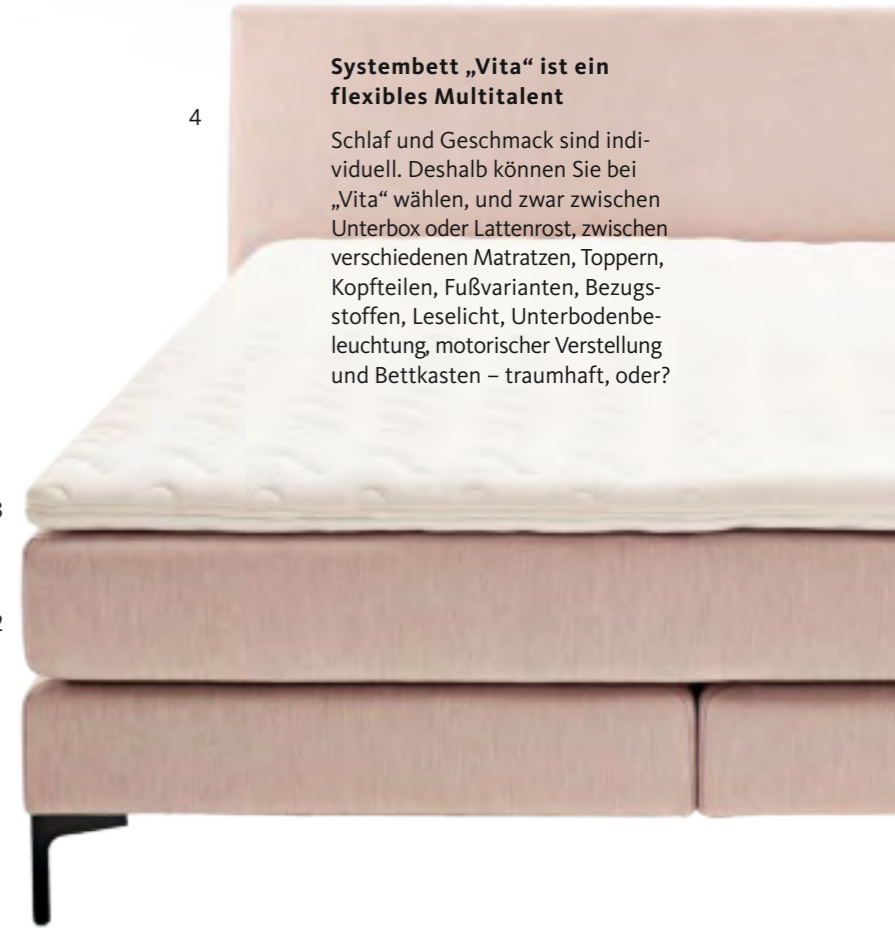 Systembett „Vita“ ist ein
flexibles Multitalent
4
Schlaf und Geschmack sind indi-
viduell. Deshalb können Sie bei
„Vita“ wählen, und zwar zwischen
Unterbox oder Lattenrost, zwischen
verschiedenen Matratzen, Toppern,
Kopfteilen, Fußvarianten, Bezugs-
stoffen, Leselicht, Unterbodenbe-
leuchtung, motorischer Verstellung
und Bettkasten – traumhaft, oder?
3
2